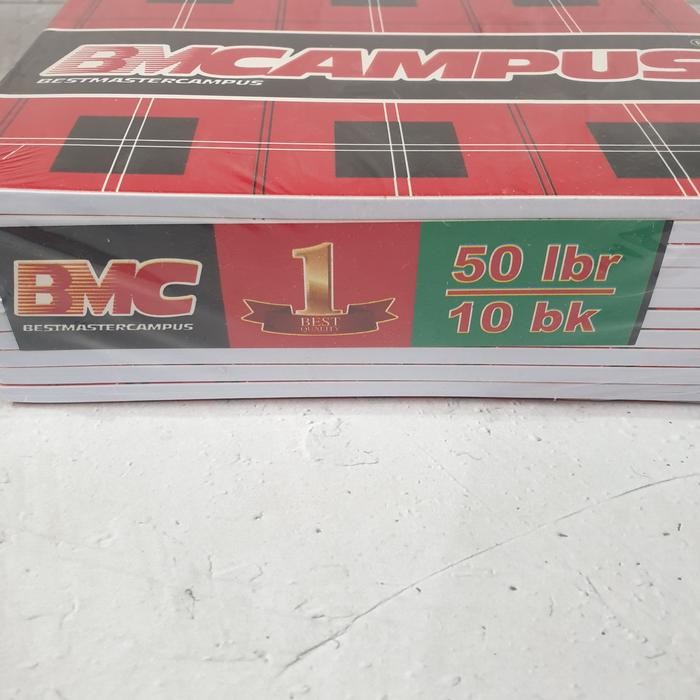 BMCAMPUS
BESTMASTERCAMPUS
BMC
BESTMASTERCAMPUS
1
BEST
QUALITY
50 lbr
10 bk